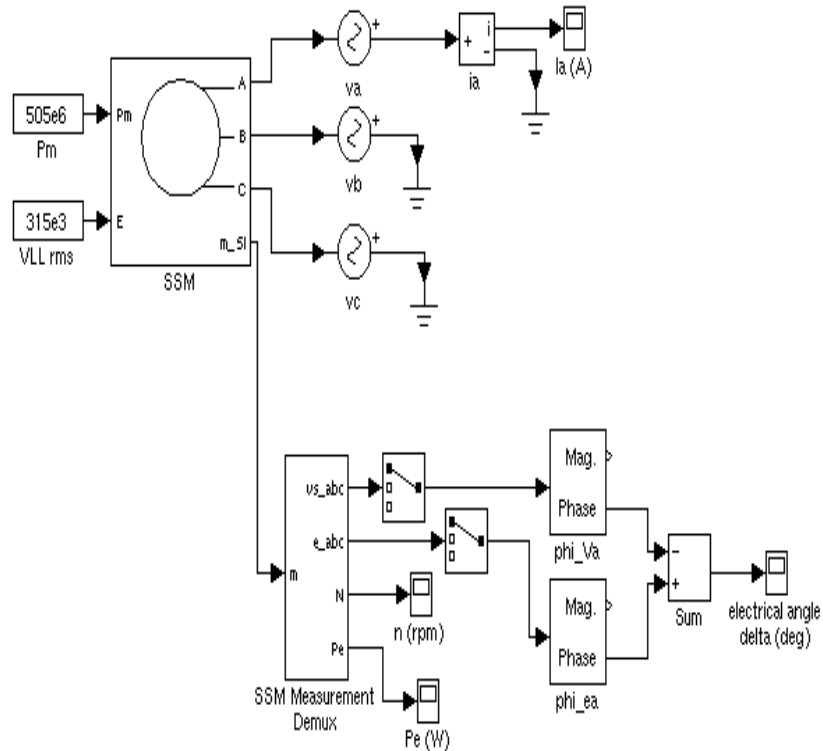 A
va
+
+
i
-
ia
Ia (A)
505e6
Pm
Pm
B
vb
+
315e3
VLL rms
E
C
m_SI
SSM
vc
+
vs_abc
e_abc
m
N
Pe
SSM Measurement
Demux
n (rpm)
Pe (W)
Mag.
Phase
phi_Va
Mag.
Phase
phi_ea
-
+
Sum
electrical angle
delta (deg)